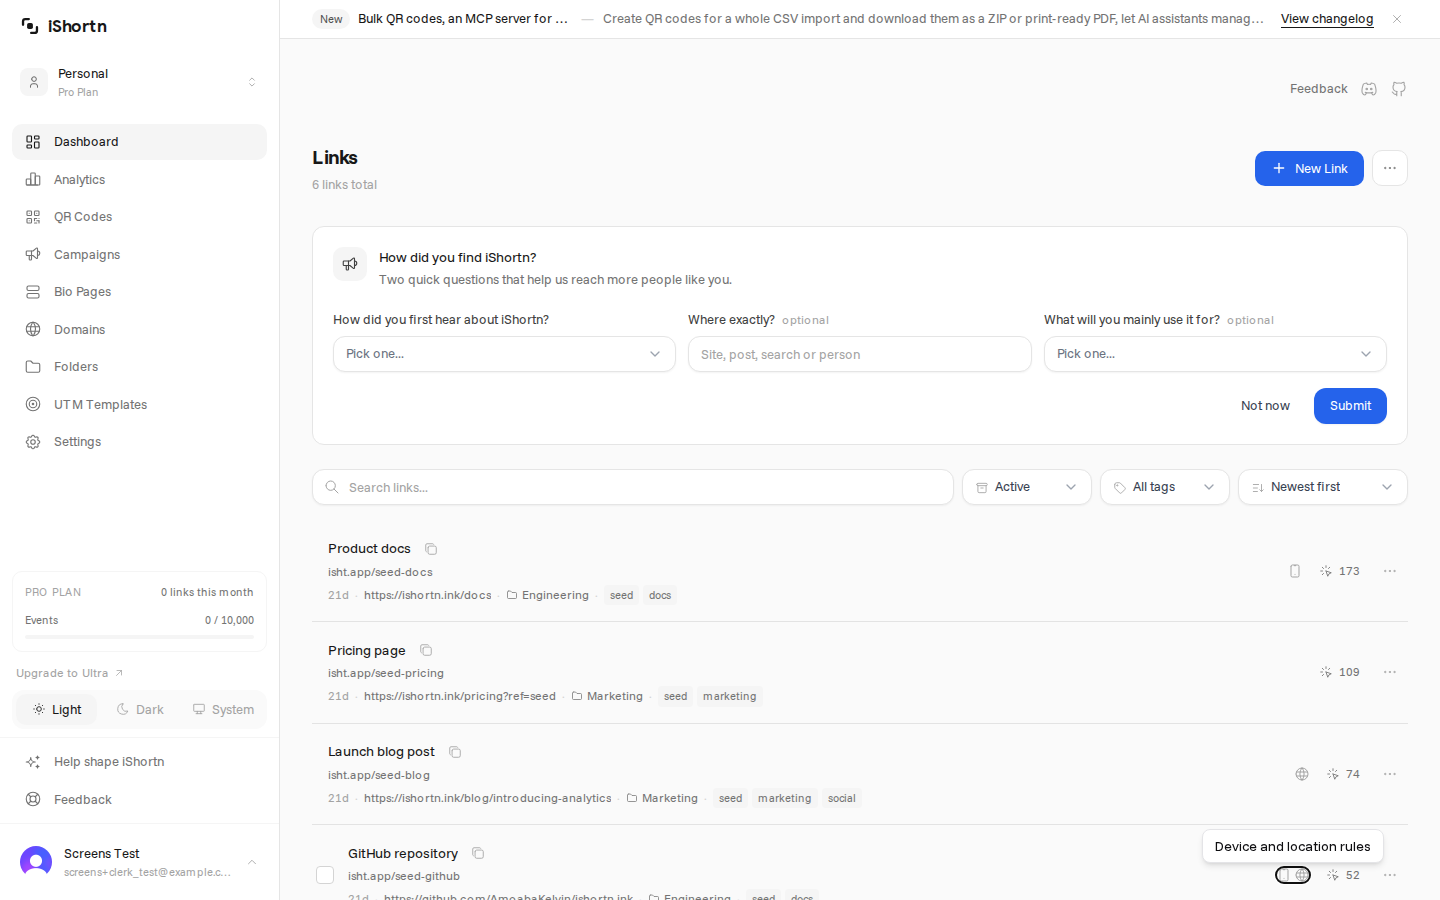 iShortn
New Bulk QR codes, an MCP server for ... — Create QR codes for a whole CSV import and download them as a ZIP or print-ready PDF, let AI assistants manag... View changelog
Personal
Pro Plan
Dashboard
Analytics
QR Codes
Campaigns
Bio Pages
Domains
Folders
UTM Templates
Settings
PRO PLAN 0 links this month
Events 0 / 10,000
Upgrade to Ultra
Light Dark System
Help shape iShortn
Feedback
Screens Test
screens+clerk_test@example.c...
Feedback
Links
6 links total
New Link
How did you find iShortn?
Two quick questions that help us reach more people like you.
How did you first hear about iShortn? Where exactly? optional What will you mainly use it for? optional
Pick one... Site, post, search or person Pick one...
Not now Submit
Search links... Active All tags Newest first
Product docs
isht.app/seed-docs
173
21d · https://ishortn.ink/docs · Engineering · seed docs
Pricing page
isht.app/seed-pricing
109
21d · https://ishortn.ink/pricing?ref=seed · Marketing · seed marketing
Launch blog post
isht.app/seed-blog
74
21d · https://ishortn.ink/blog/introducing-analytics · Marketing · seed marketing social
Device and location rules
GitHub repository
isht.app/seed-github
52
21d · https://github.com/AmoabaKelvin/ishortn.ink · Engineering · seed docs